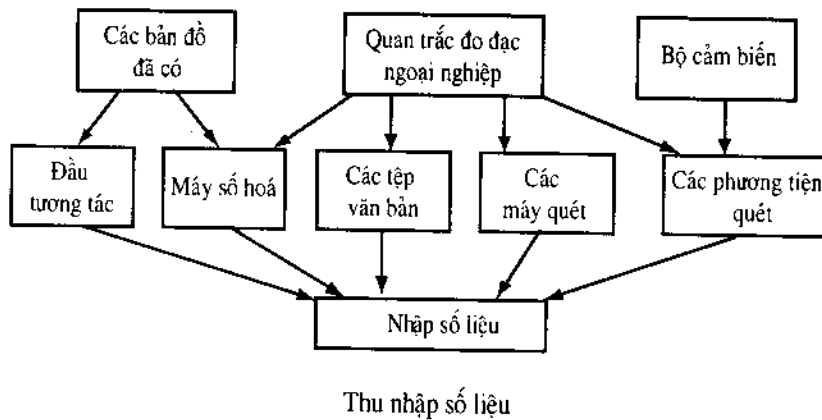 Các bản đồ
đã có
Quan trắc đo đạc
ngoại nghiệp
Bộ cảm biến
Đầu
tương tác
Máy số hoá
Các tệp
văn bản
Các
máy quét
Các phương tiện
quét
Nhập số liệu
Thu nhập số liệu